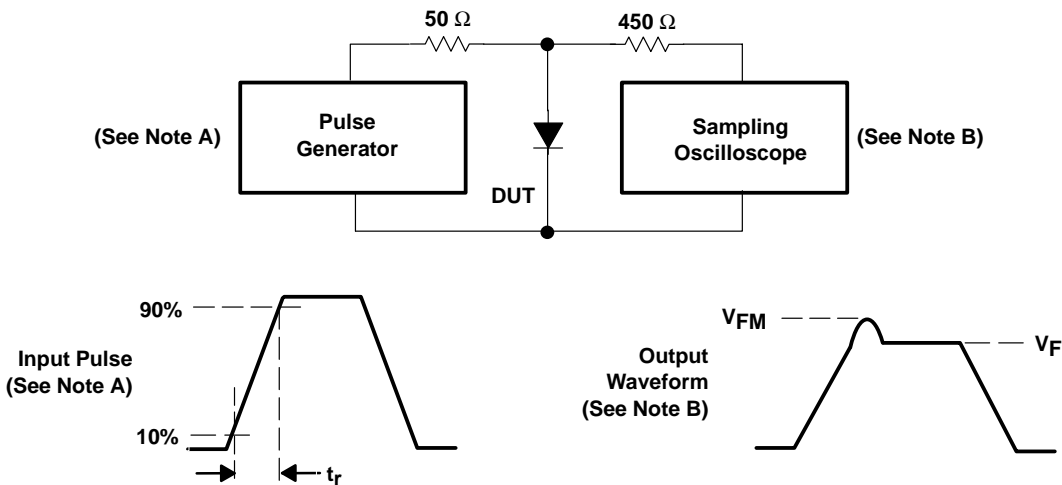 50 Ω
450 Ω
(See Note A)
Pulse
Generator
DUT
Sampling
Oscilloscope
(See Note B)
90%
Input Pulse
(See Note A)
10%
tr
VFM
VF
Output
Waveform
(See Note B)